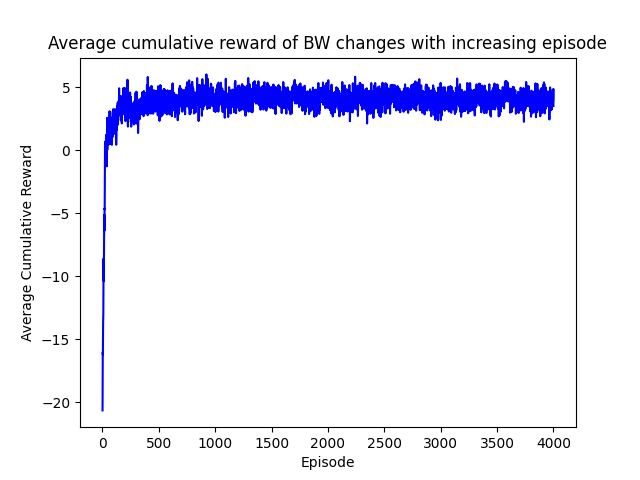 Average cumulative reward of BW changes with increasing episode
5
0
−5
−10
−15
−20
Average Cumulative Reward
0 500 1000 1500 2000 2500 3000 3500 4000
Episode